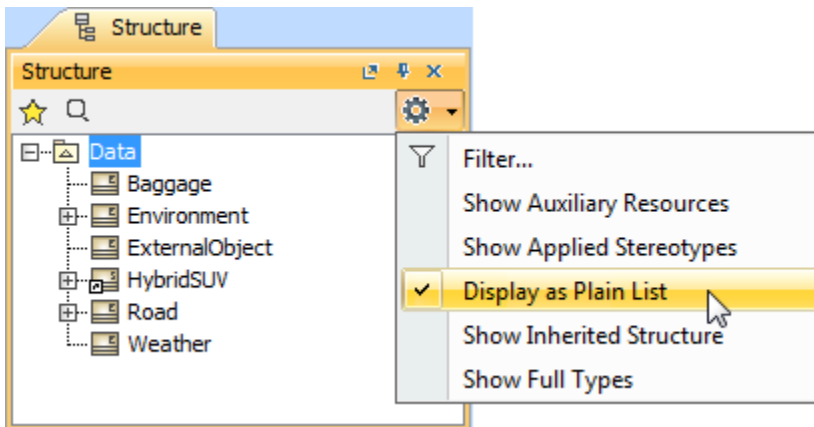 Structure
Structure
Data
Baggage
Environment
ExternalObject
HybridSUV
Road
Weather
Filter...
Show Auxiliary Resources
Show Applied Stereotypes
Display as Plain List
Show Inherited Structure
Show Full Types